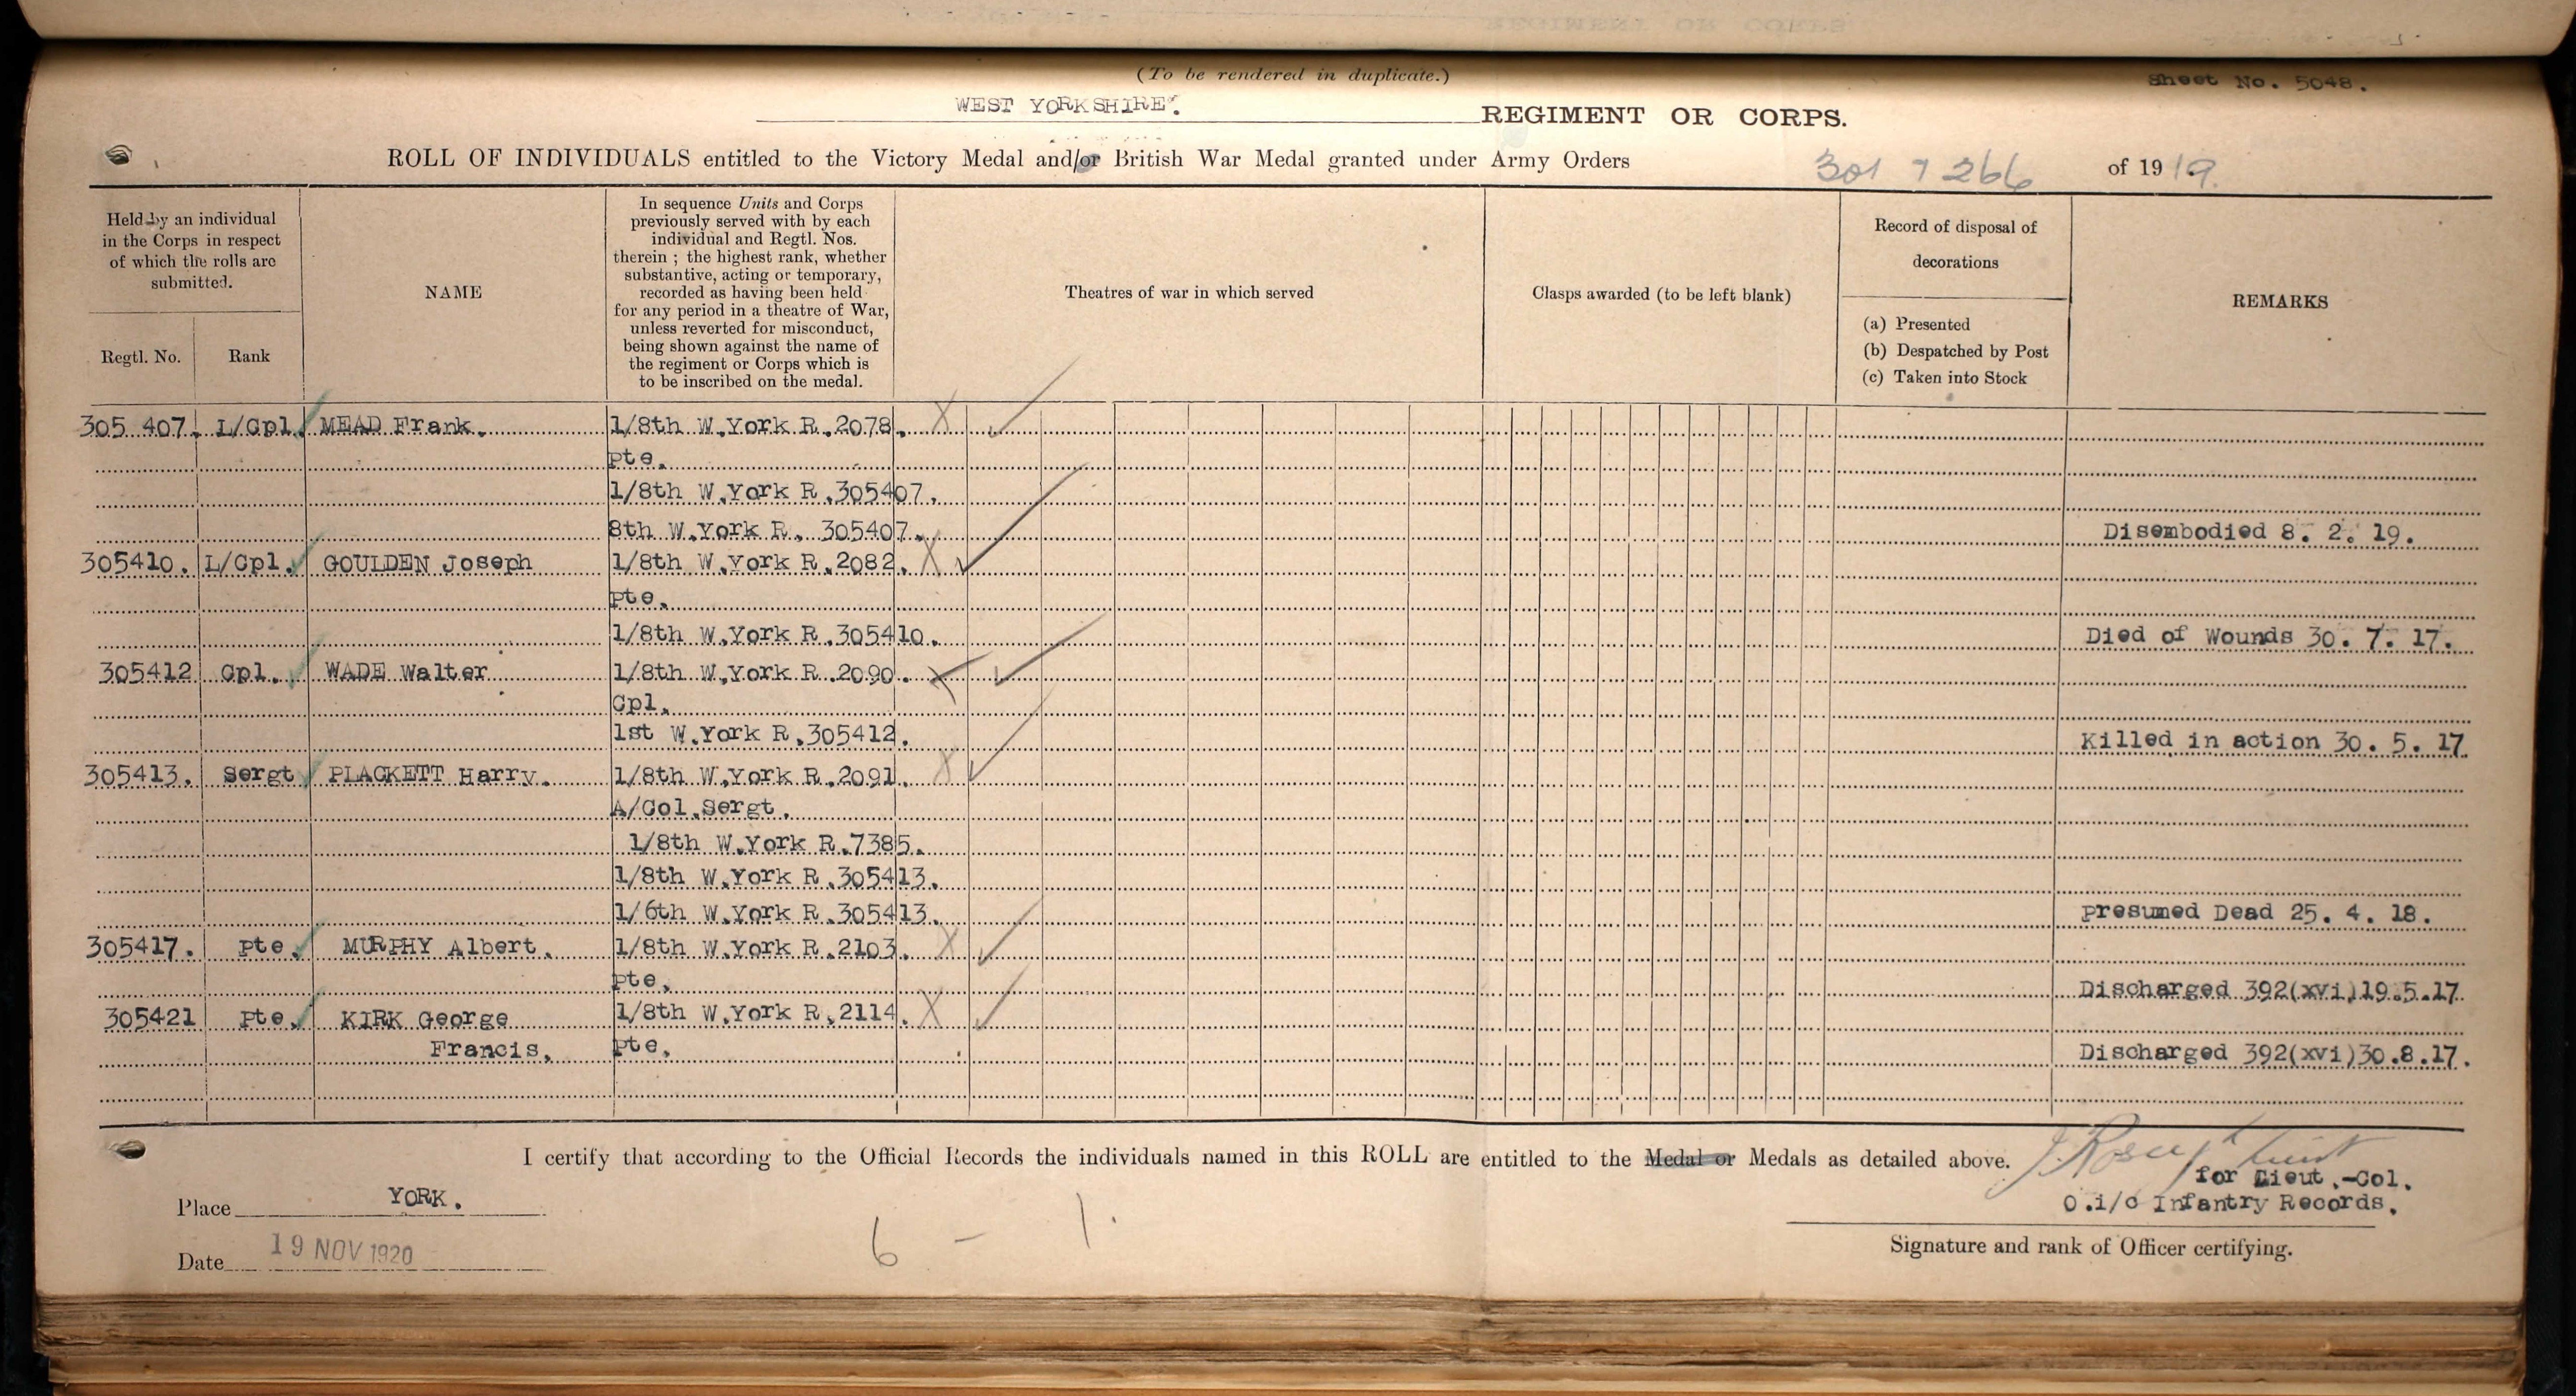 (To be rendered in duplicate.)
Sheet No. 5048.
WEST YORKSHIRE. REGIMENT OR CORPS.
ROLL OF INDIVIDUALS entitled to the Victory Medal and/or British War Medal granted under Army Orders 301 7 266 of 1919.
Held by an individual
in the Corps in respect
of which the rolls are
submitted.
Regtl. No. Rank
NAME
In sequence Units and Corps
previously served with by each
individual and Regtl. Nos.
therein ; the highest rank, whether
substantive, acting or temporary,
recorded as having been held
for any period in a theatre of War,
unless reverted for misconduct,
being shown against the name of
the regiment or Corps which is
to be inscribed on the medal.
Theatres of war in which served
Clasps awarded (to be left blank)
Record of disposal of
decorations
(a) Presented
(b) Despatched by Post
(c) Taken into Stock
REMARKS
305 407. L/Cpl. MEAD Frank. 1/8th W.York R.2078. X
Pte.
1/8th W.York R.305407.
8th W.York R. 305407. Disembodied 8. 2. 19.
305410. L/Cpl. GOULDEN Joseph 1/8th W.York R.2082. X
Pte.
1/8th W.York R.305410. Died of Wounds 30. 7. 17.
305412 Cpl. WADE Walter 1/8th W.York R.2090. X
Cpl.
1st W.York R.305412. Killed in action 30. 5. 17.
305413. Sergt PLACKETT Harry. 1/8th W.York R.2091. X
A/Col.Sergt.
1/8th W.York R.7385.
1/8th W.York R.305413.
1/6th W.York R.305413. Presumed Dead 25. 4. 18.
305417. Pte. MURPHY Albert. 1/8th W.York R.2103. X
Pte. Discharged 392(xvi)19.5.17.
305421 Pte. KIRK George 1/8th W.York R.2114. X
Francis. Pte. Discharged 392(xvi)30.8.17.
I certify that according to the Official Records the individuals named in this ROLL are entitled to the Medal or Medals as detailed above.
for Lieut.-Col.
O.i/c Infantry Records.
Place YORK.
6 - 1.
Date 19 NOV 1920
Signature and rank of Officer certifying.